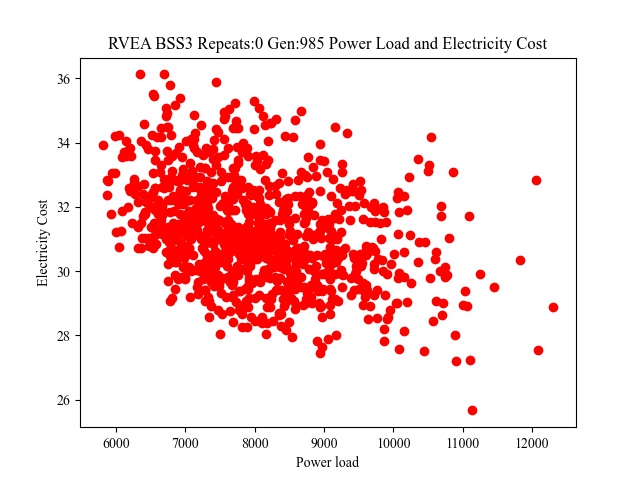 RVEA BSS3 Repeats:0 Gen:985 Power Load and Electricity Cost
36
34
32
30
28
26
Electricity Cost
6000 7000 8000 9000 10000 11000 12000
Power load